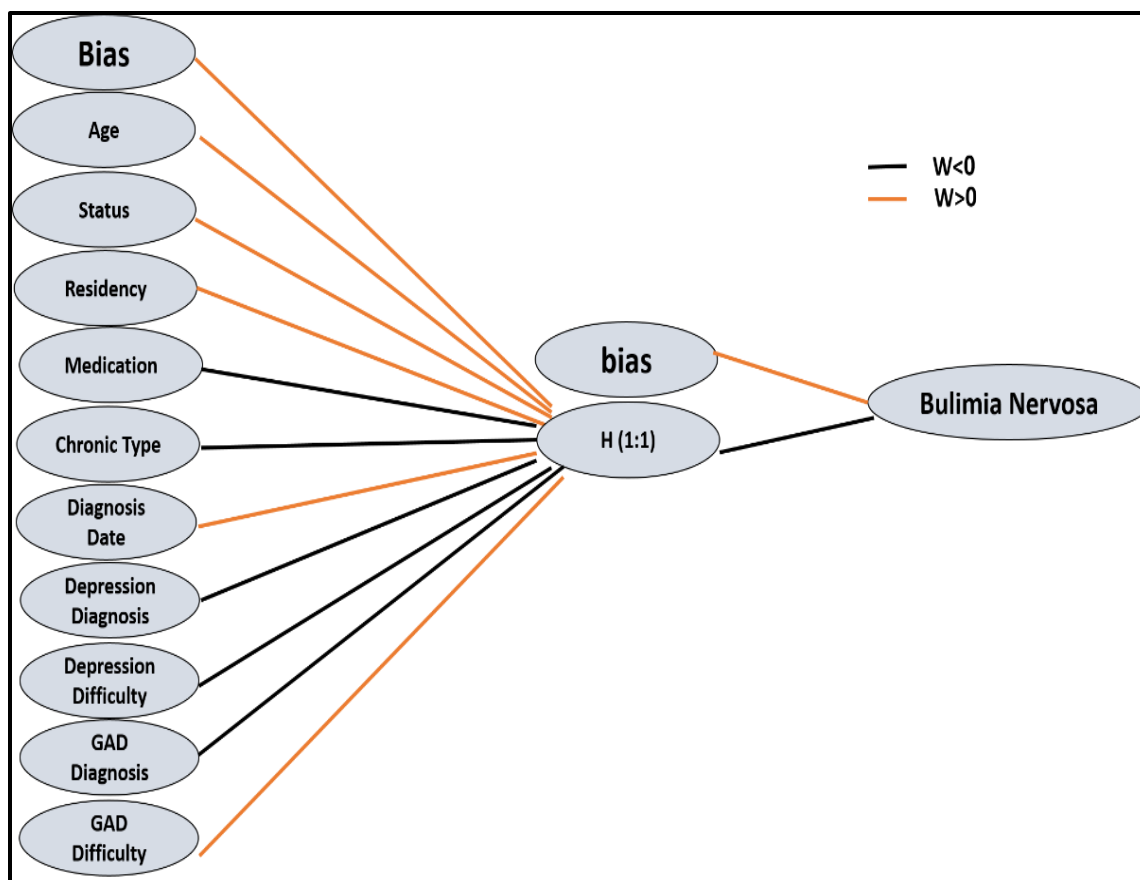 Bias
Age
Status
Residency
Medication
Chronic Type
Diagnosis
Date
Depression
Diagnosis
Depression
Difficulty
GAD
Diagnosis
GAD
Difficulty
bias
H (1:1)
Bulimia Nervosa
W<0
W>0